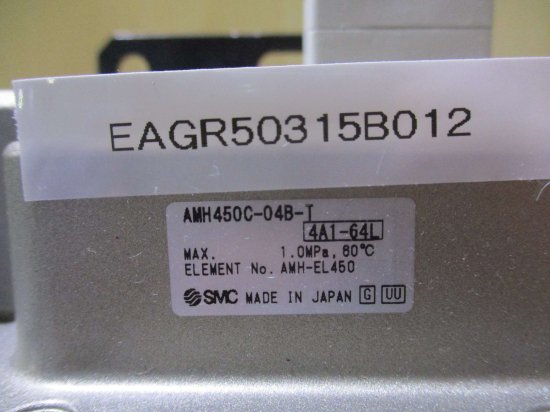 EAGR50315B012
AMH450C-04B-T
4A1-64L
MAX. 1.0MPa, 60℃
ELEMENT No. AMH-EL450
SMC MADE IN JAPAN G UU